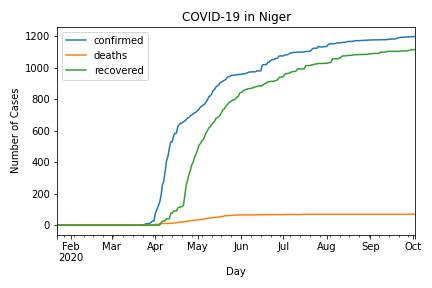 COVID-19 in Niger
confirmed
deaths
recovered
Number of Cases
1200
1000
800
600
400
200
0
Feb Mar Apr May Jun Jul Aug Sep Oct
2020
Day